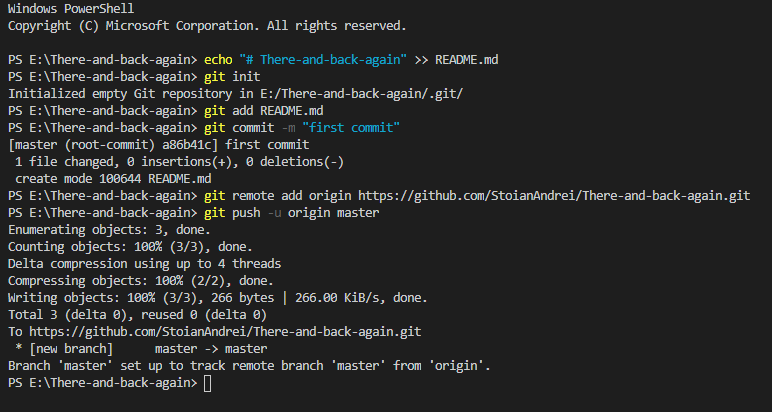 Windows PowerShell
Copyright (C) Microsoft Corporation. All rights reserved.
PS E:\There-and-back-again> echo "# There-and-back-again" >> README.md
PS E:\There-and-back-again> git init
Initialized empty Git repository in E:/There-and-back-again/.git/
PS E:\There-and-back-again> git add README.md
PS E:\There-and-back-again> git commit -m "first commit"
[master (root-commit) a86b41c] first commit
 1 file changed, 0 insertions(+), 0 deletions(-)
 create mode 100644 README.md
PS E:\There-and-back-again> git remote add origin https://github.com/StoianAndrei/There-and-back-again.git
PS E:\There-and-back-again> git push -u origin master
Enumerating objects: 3, done.
Counting objects: 100% (3/3), done.
Delta compression using up to 4 threads
Compressing objects: 100% (2/2), done.
Writing objects: 100% (3/3), 266 bytes | 266.00 KiB/s, done.
Total 3 (delta 0), reused 0 (delta 0)
To https://github.com/StoianAndrei/There-and-back-again.git
 * [new branch]      master -> master
Branch 'master' set up to track remote branch 'master' from 'origin'.
PS E:\There-and-back-again>